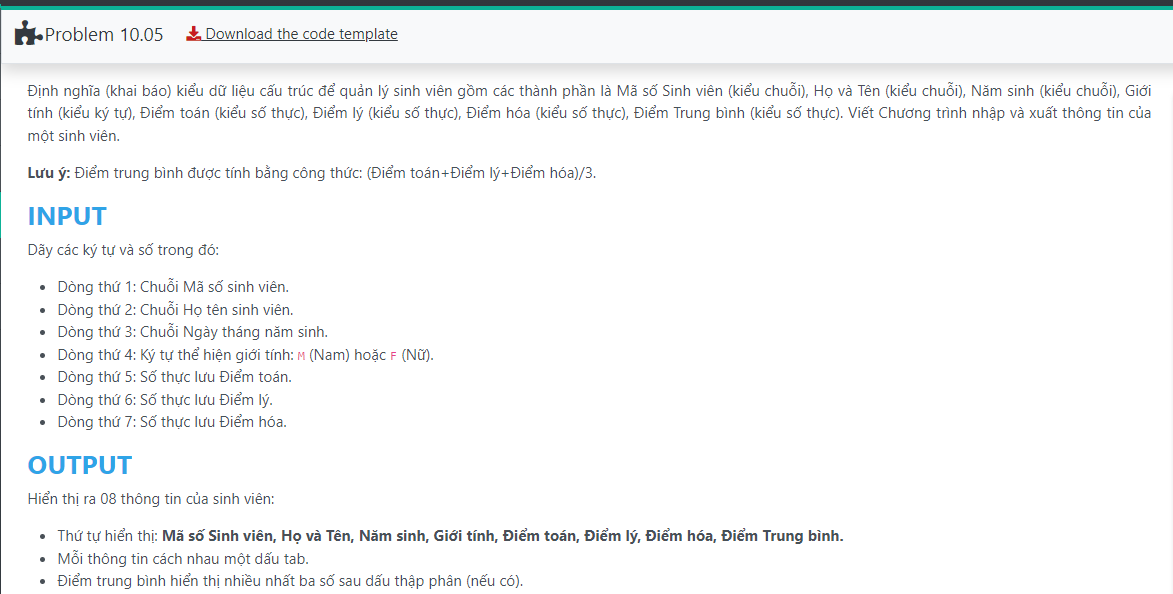 Problem 10.05 Download the code template
Định nghĩa (khai báo) kiểu dữ liệu cấu trúc để quản lý sinh viên gồm các thành phần là Mã số Sinh viên (kiểu chuỗi), Họ và Tên (kiểu chuỗi), Năm sinh (kiểu chuỗi), Giới
tính (kiểu ký tự), Điểm toán (kiểu số thực), Điểm lý (kiểu số thực), Điểm hóa (kiểu số thực), Điểm Trung bình (kiểu số thực). Viết Chương trình nhập và xuất thông tin của
một sinh viên.
Lưu ý: Điểm trung bình được tính bằng công thức: (Điểm toán+Điểm lý+Điểm hóa)/3.
INPUT
Dãy các ký tự và số trong đó:
• Dòng thứ 1: Chuỗi Mã số sinh viên.
• Dòng thứ 2: Chuỗi Họ tên sinh viên.
• Dòng thứ 3: Chuỗi Ngày tháng năm sinh.
• Dòng thứ 4: Ký tự thể hiện giới tính: M (Nam) hoặc F (Nữ).
• Dòng thứ 5: Số thực lưu Điểm toán.
• Dòng thứ 6: Số thực lưu Điểm lý.
• Dòng thứ 7: Số thực lưu Điểm hóa.
OUTPUT
Hiển thị ra 08 thông tin của sinh viên:
• Thứ tự hiển thị: Mã số Sinh viên, Họ và Tên, Năm sinh, Giới tính, Điểm toán, Điểm lý, Điểm hóa, Điểm Trung bình.
• Mỗi thông tin cách nhau một dấu tab.
• Điểm trung bình hiển thị nhiều nhất ba số sau dấu thập phân (nếu có).